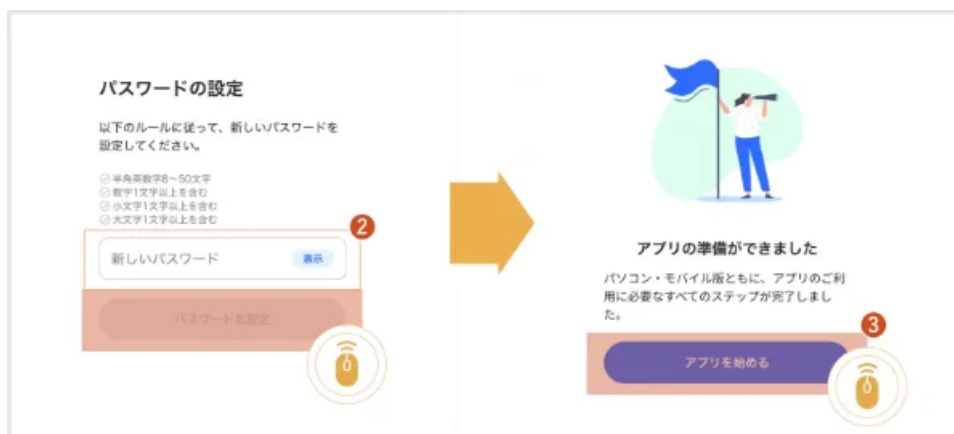 パスワードの設定
以下のルールに従って、新しいパスワードを
設定してください。
半角英数字8~50文字
数字1文字以上を含む
小文字1文字以上を含む
大文字1文字以上を含む
2
新しいパスワード
表示
パスワードを設定
アプリの準備ができました
パソコン・モバイル版ともに、アプリのご利
用に必要なすべてのステップが完了しまし
た。
3
アプリを始める